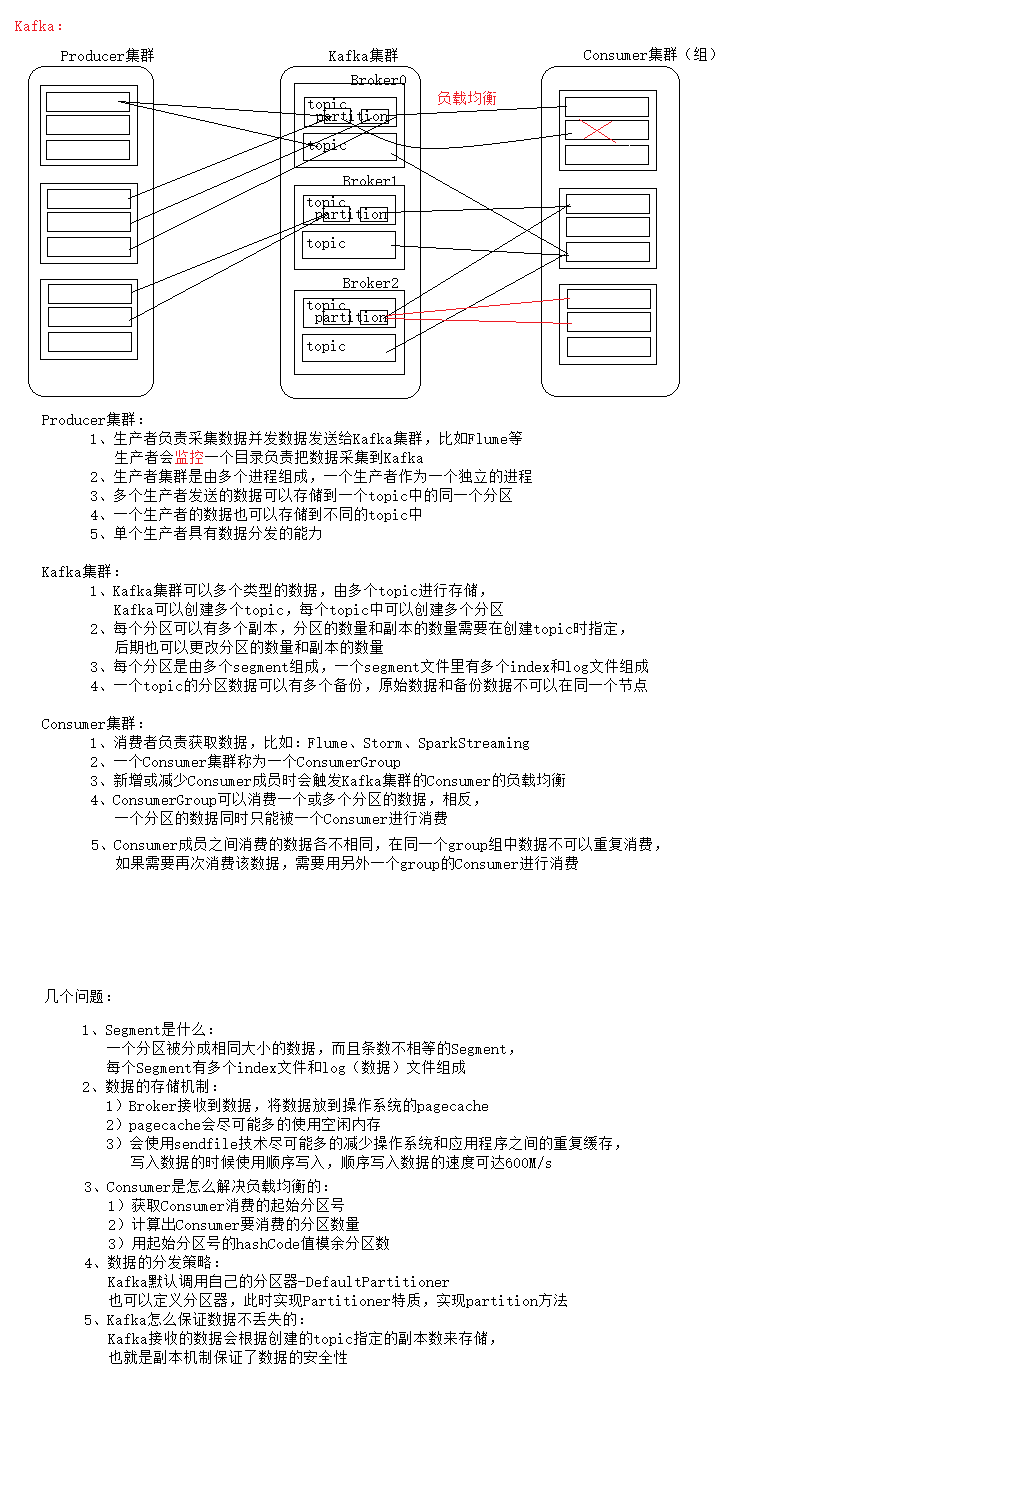 Kafka:
Producer集群
Kafka集群
Consumer集群（组）
Broker0
topic
partition
topic
负载均衡
Broker1
topic
partition
topic
Broker2
topic
partition
topic
Producer集群：
1、生产者负责采集数据并发数据发送给Kafka集群，比如Flume等
生产者会监控一个目录负责把数据采集到Kafka
2、生产者集群是由多个进程组成，一个生产者作为一个独立的进程
3、多个生产者发送的数据可以存储到一个topic中的同一个分区
4、一个生产者的数据也可以存储到不同的topic中
5、单个生产者具有数据分发的能力
Kafka集群：
1、Kafka集群可以多个类型的数据，由多个topic进行存储，
Kafka可以创建多个topic，每个topic中可以创建多个分区
2、每个分区可以有多个副本，分区的数量和副本的数量需要在创建topic时指定，
后期也可以更改分区的数量和副本的数量
3、每个分区是由多个segment组成，一个segment文件里有多个index和log文件组成
4、一个topic的分区数据可以有多个备份，原始数据和备份数据不可以在同一个节点
Consumer集群：
1、消费者负责获取数据，比如：Flume、Storm、SparkStreaming
2、一个Consumer集群称为一个ConsumerGroup
3、新增或减少Consumer成员时会触发Kafka集群的Consumer的负载均衡
4、ConsumerGroup可以消费一个或多个分区的数据，相反，
一个分区的数据同时只能被一个Consumer进行消费
5、Consumer成员之间消费的数据各不相同，在同一个group组中数据不可以重复消费，
如果需要再次消费该数据，需要用另外一个group的Consumer进行消费
几个问题：
1、Segment是什么：
一个分区被分成相同大小的数据，而且条数不相等的Segment，
每个Segment有多个index文件和log（数据）文件组成
2、数据的存储机制：
1）Broker接收到数据，将数据放到操作系统的pagecache
2）pagecache会尽可能多的使用空闲内存
3）会使用sendfile技术尽可能多的减少操作系统和应用程序之间的重复缓存，
写入数据的时候使用顺序写入，顺序写入数据的速度可达600M/s
3、Consumer是怎么解决负载均衡的：
1）获取Consumer消费的起始分区号
2）计算出Consumer要消费的分区数量
3）用起始分区号的hashCode值模余分区数
4、数据的分发策略：
Kafka默认调用自己的分区器-DefaultPartitioner
也可以定义分区器，此时实现Partitioner特质，实现partition方法
5、Kafka怎么保证数据不丢失的：
Kafka接收的数据会根据创建的topic指定的副本数来存储，
也就是副本机制保证了数据的安全性